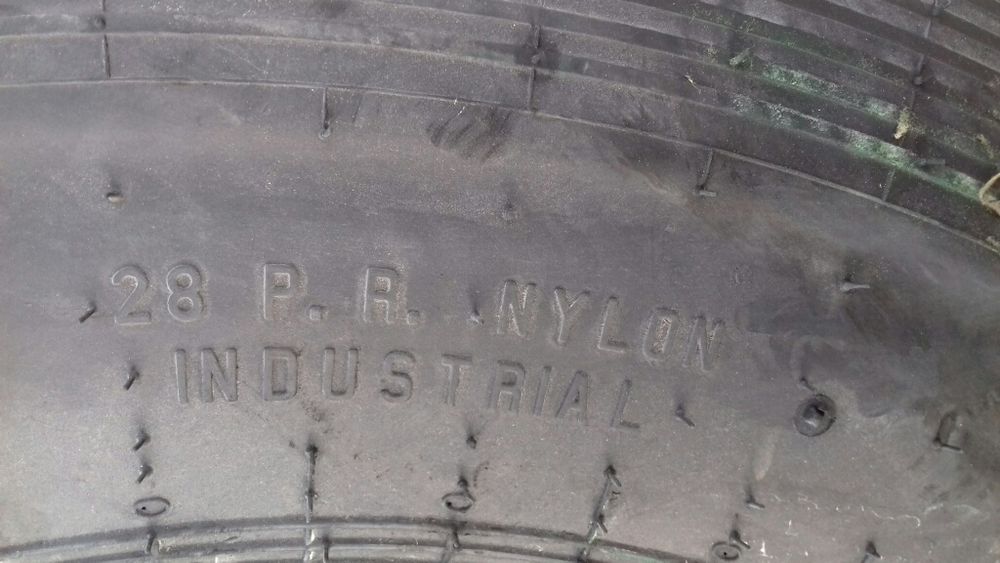 28 P.R. NYLON
INDUSTRIAL